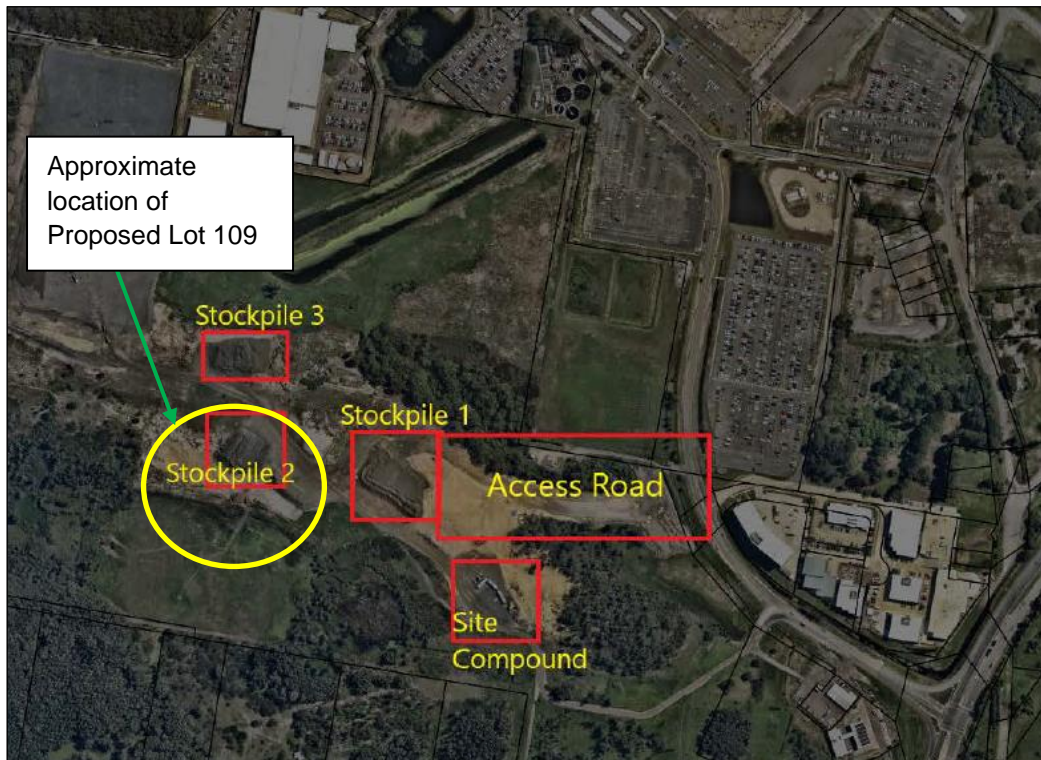 Approximate
location of
Proposed Lot 109
Stockpile 3
Stockpile 1
Stockpile 2
Access Road
Site
Compound